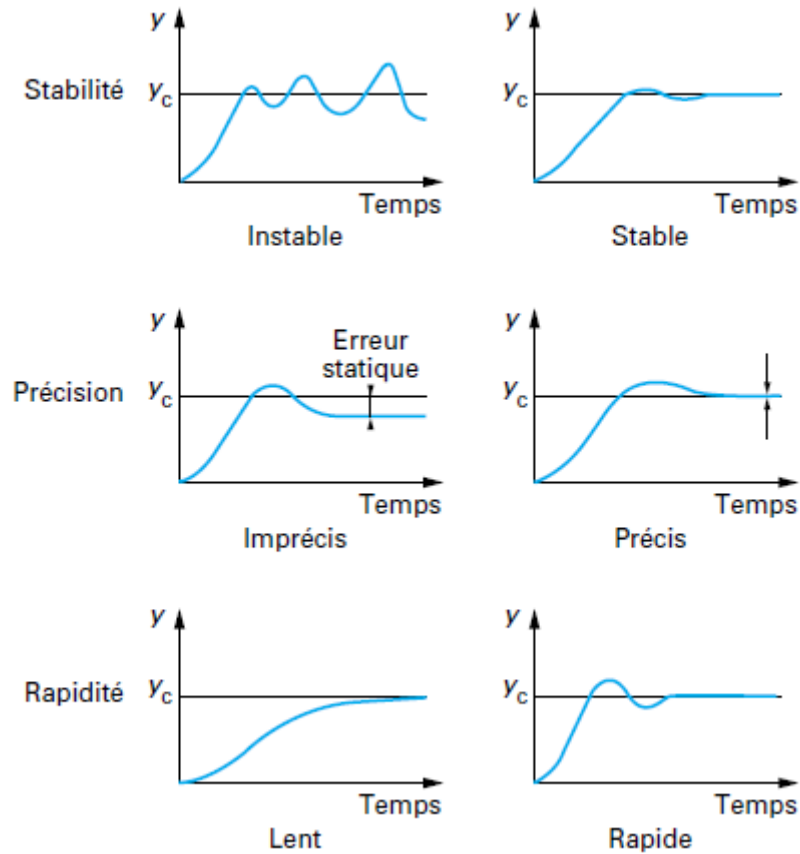 y
y
Stabilité
yc
yc
Temps
Temps
Instable
Stable
y
Erreur
statique
y
Précision
yc
yc
Temps
Temps
Imprécis
Précis
y
y
Rapidité
yc
yc
Temps
Temps
Lent
Rapide